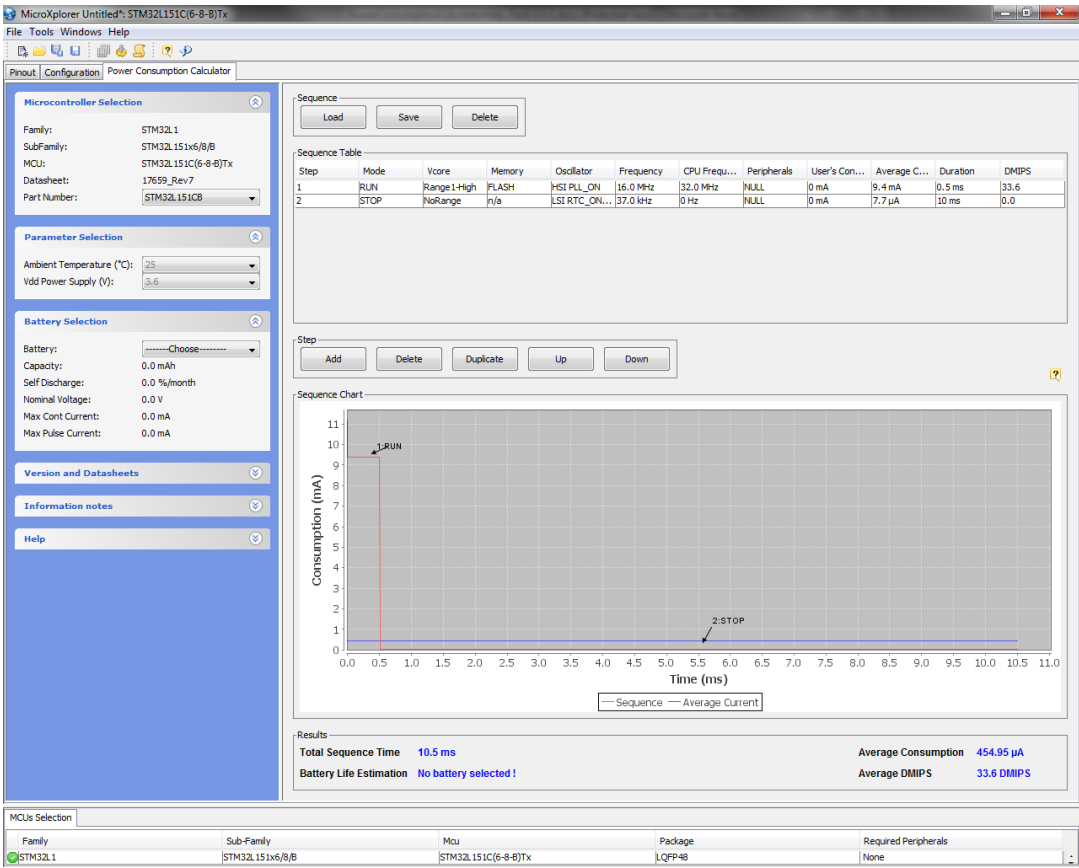 MicroXplorer Untitled*: STM32L151C(6-8-B)Tx
File Tools Windows Help
Pinout Configuration Power Consumption Calculator
Microcontroller Selection
Family: STM32L1
SubFamily: STM32L151x6/8/B
MCU: STM32L151C(6-8-B)Tx
Datasheet: 17659_Rev7
Part Number: STM32L151CB
Parameter Selection
Ambient Temperature (°C): 25
Vdd Power Supply (V): 3.6
Battery Selection
Battery: -------Choose--------
Capacity: 0.0 mAh
Self Discharge: 0.0 %/month
Nominal Voltage: 0.0 V
Max Cont Current: 0.0 mA
Max Pulse Current: 0.0 mA
Version and Datasheets
Information notes
Help
Sequence
Load Save Delete
Sequence Table
Step Mode Vcore Memory Oscillator Frequency CPU Frequ... Peripherals User's Con... Average C... Duration DMIPS
1 RUN Range1-High FLASH HSI PLL_ON 16.0 MHz 32.0 MHz NULL 0 mA 9.4 mA 0.5 ms 33.6
2 STOP NoRange n/a LSI RTC_ON... 37.0 kHz 0 Hz NULL 0 mA 7.7 µA 10 ms 0.0
Step
Add Delete Duplicate Up Down
Sequence Chart
Consumption (mA)
11
10
9
8
7
6
5
4
3
2
1
0
1:RUN
2:STOP
0.0 0.5 1.0 1.5 2.0 2.5 3.0 3.5 4.0 4.5 5.0 5.5 6.0 6.5 7.0 7.5 8.0 8.5 9.0 9.5 10.0 10.5 11.0
Time (ms)
Sequence Average Current
Results
Total Sequence Time 10.5 ms Average Consumption 454.95 µA
Battery Life Estimation No battery selected ! Average DMIPS 33.6 DMIPS
MCUs Selection
Family Sub-Family Mcu Package Required Peripherals
STM32L1 STM32L151x6/8/B STM32L151C(6-8-B)Tx LQFP48 None